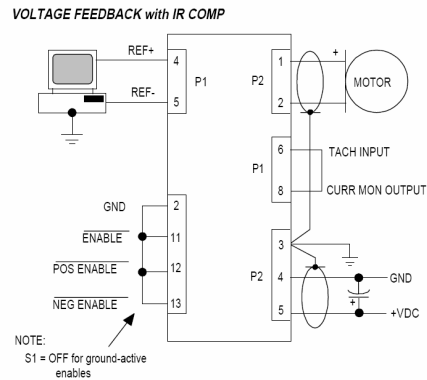 VOLTAGE FEEDBACK with IR COMP
REF+
4
P1
REF-
5
P2
1
+
2
MOTOR
P1
6
TACH INPUT
8
CURR MON OUTPUT
GND
2
ENABLE
11
POS ENABLE
12
NEG ENABLE
13
P2
3
4
GND
+
5
+VDC
NOTE:
S1 = OFF for ground-active
enables